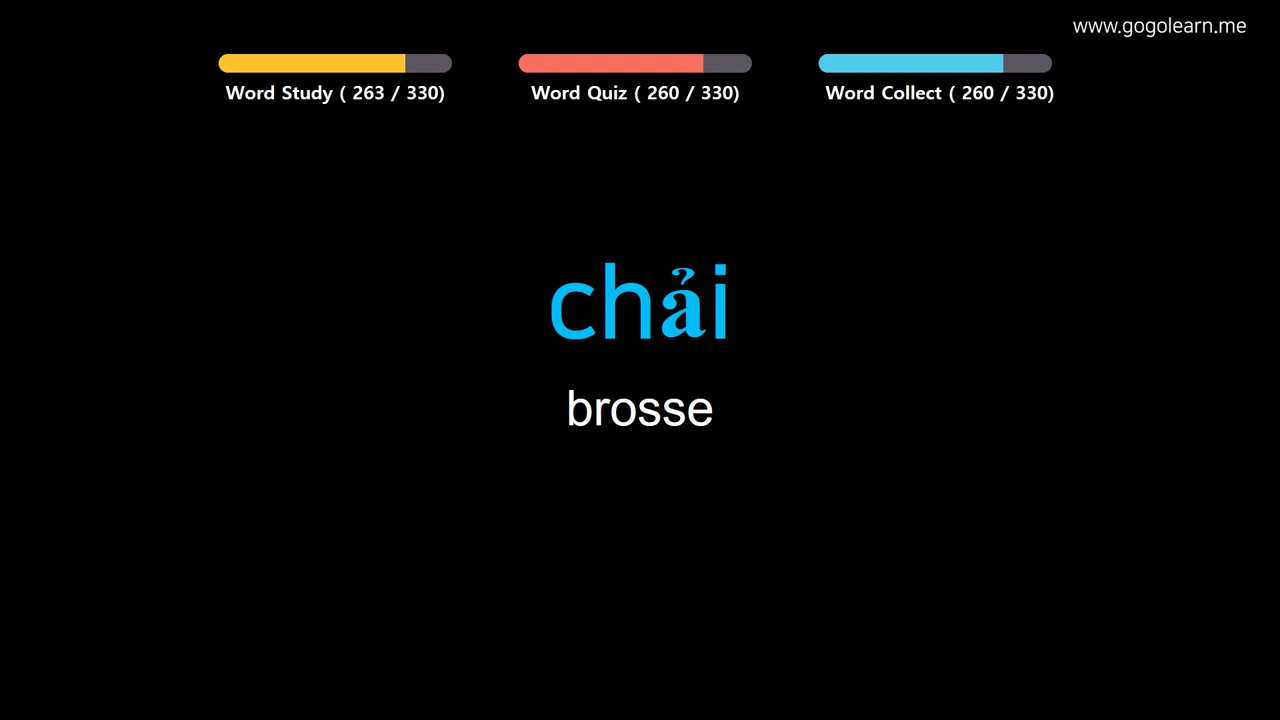 www.gogolearn.me
Word Study ( 263 / 330)
Word Quiz ( 260 / 330)
Word Collect ( 260 / 330)
chải
brosse